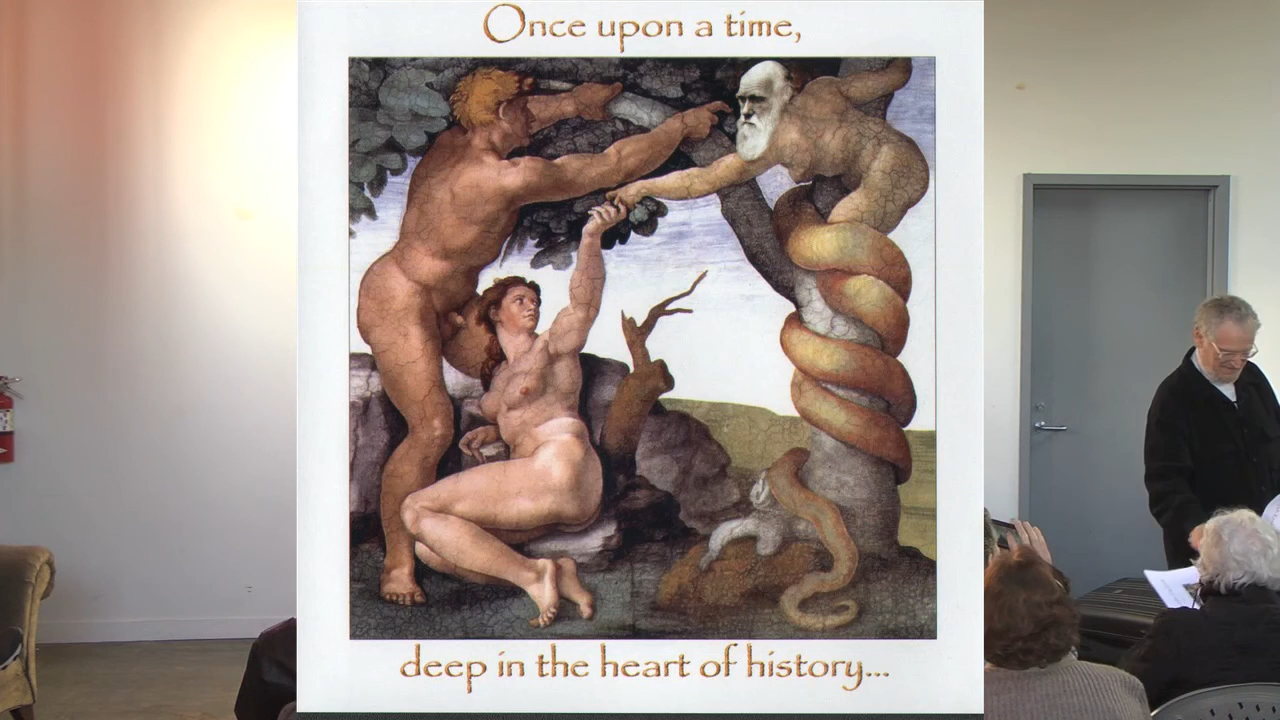 Once upon a time,
deep in the heart of history...